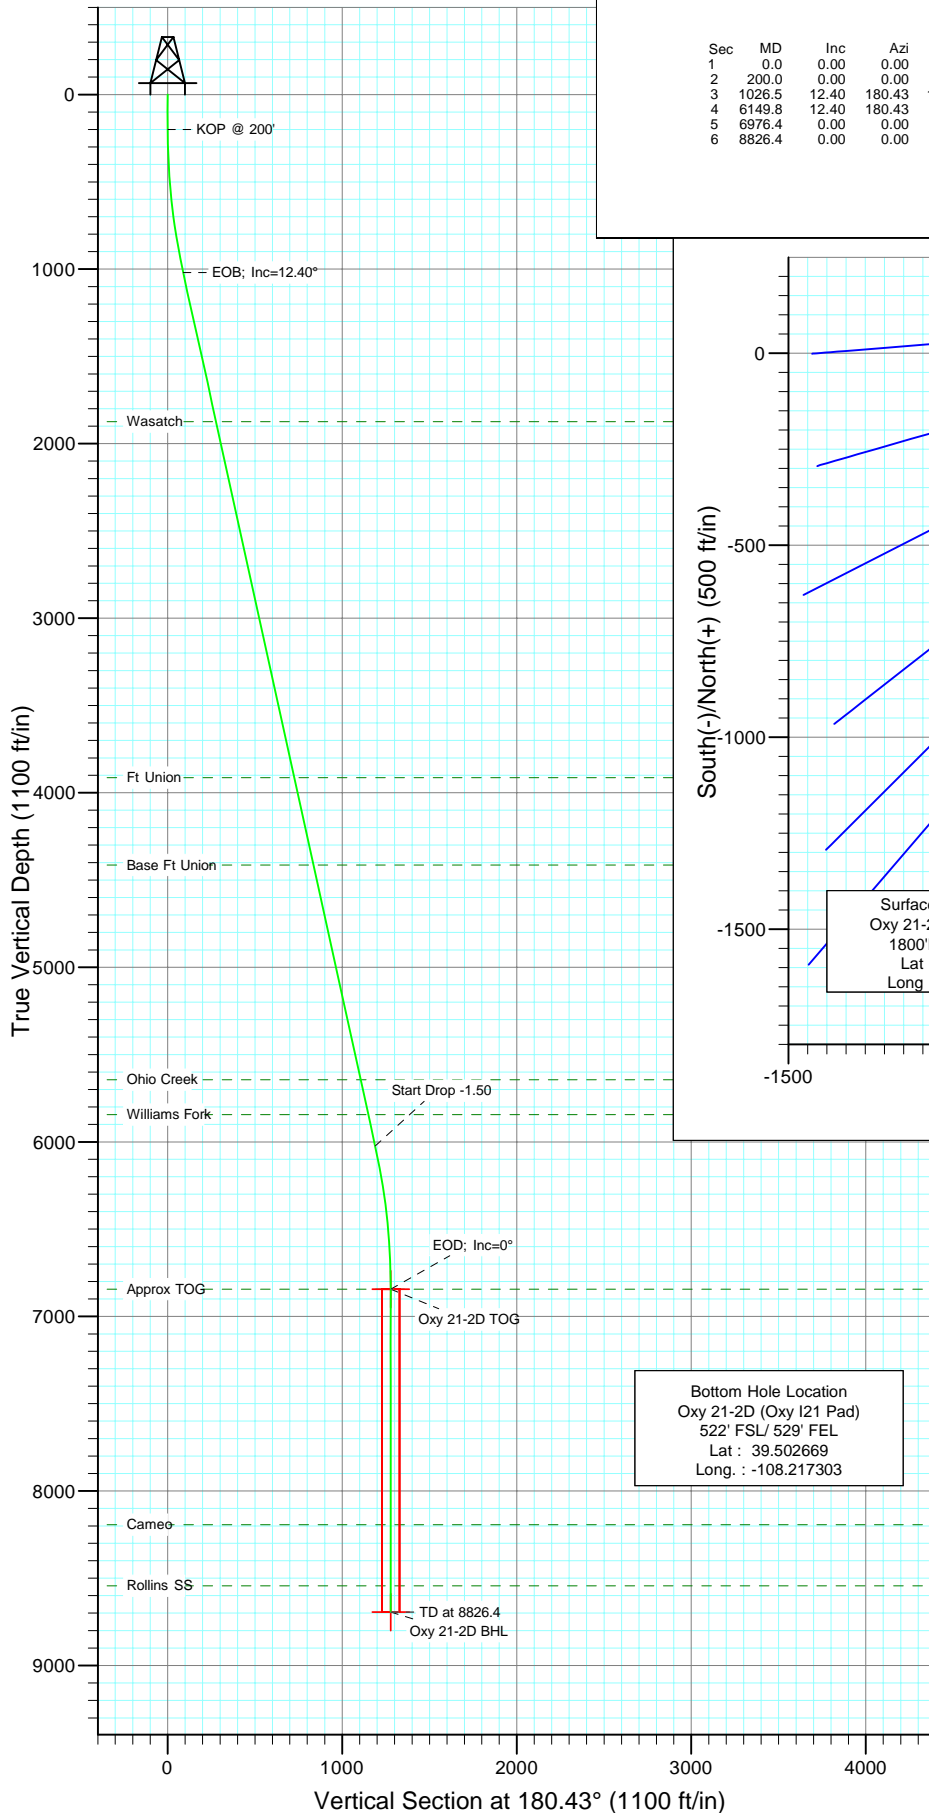 Sec MD Inc Azi
1 0.0 0.00 0.00
2 200.0 0.00 0.00
3 1026.5 12.40 180.43
4 6149.8 12.40 180.43
5 6976.4 0.00 0.00
6 8826.4 0.00 0.00
0
KOP @ 200'
1000
EOB; Inc=12.40°
Wasatch
2000
3000
Ft Union
4000
Base Ft Union
5000
Ohio Creek
Start Drop -1.50
Williams Fork
6000
EOD; Inc=0°
Approx TOG
7000
Oxy 21-2D TOG
8000
Cameo
Rollins SS
TD at 8826.4
Oxy 21-2D BHL
9000
True Vertical Depth (1100 ft/in)
0
1000
2000
3000
4000
Vertical Section at 180.43° (1100 ft/in)
Bottom Hole Location
Oxy 21-2D (Oxy I21 Pad)
522' FSL/ 529' FEL
Lat : 39.502669
Long. : -108.217303
0
-500
-1000
-1500
South(-)/North(+) (500 ft/in)
-1500
Surface
Oxy 21-2
1800'
Lat
Long